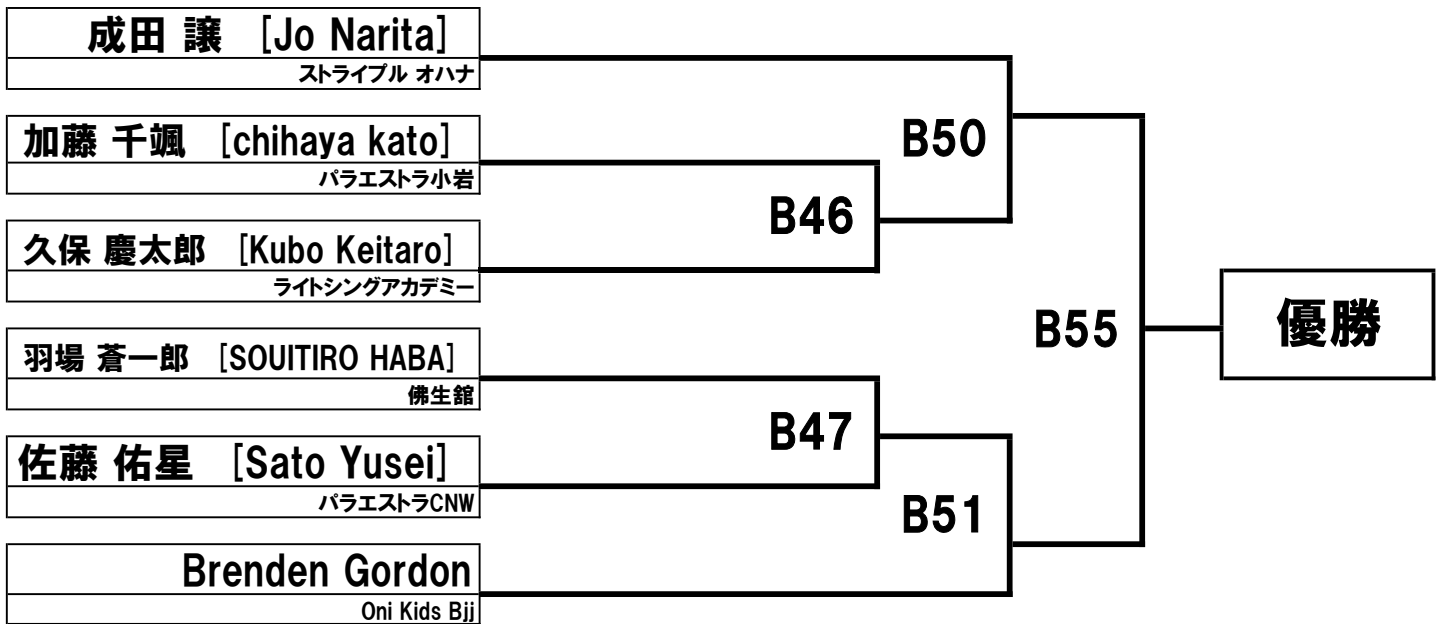 成田 譲 [Jo Narita]
ストライプル オハナ
加藤 千颯 [chihaya kato]
パラエストラ小岩
久保 慶太郎 [Kubo Keitaro]
ライトシングアカデミー
羽場 蒼一郎 [SOUITIRO HABA]
佛生舘
佐藤 佑星 [Sato Yusei]
パラエストラCNW
Brenden Gordon
Oni Kids Bjj
B50
B46
B47
B51
B55
優勝